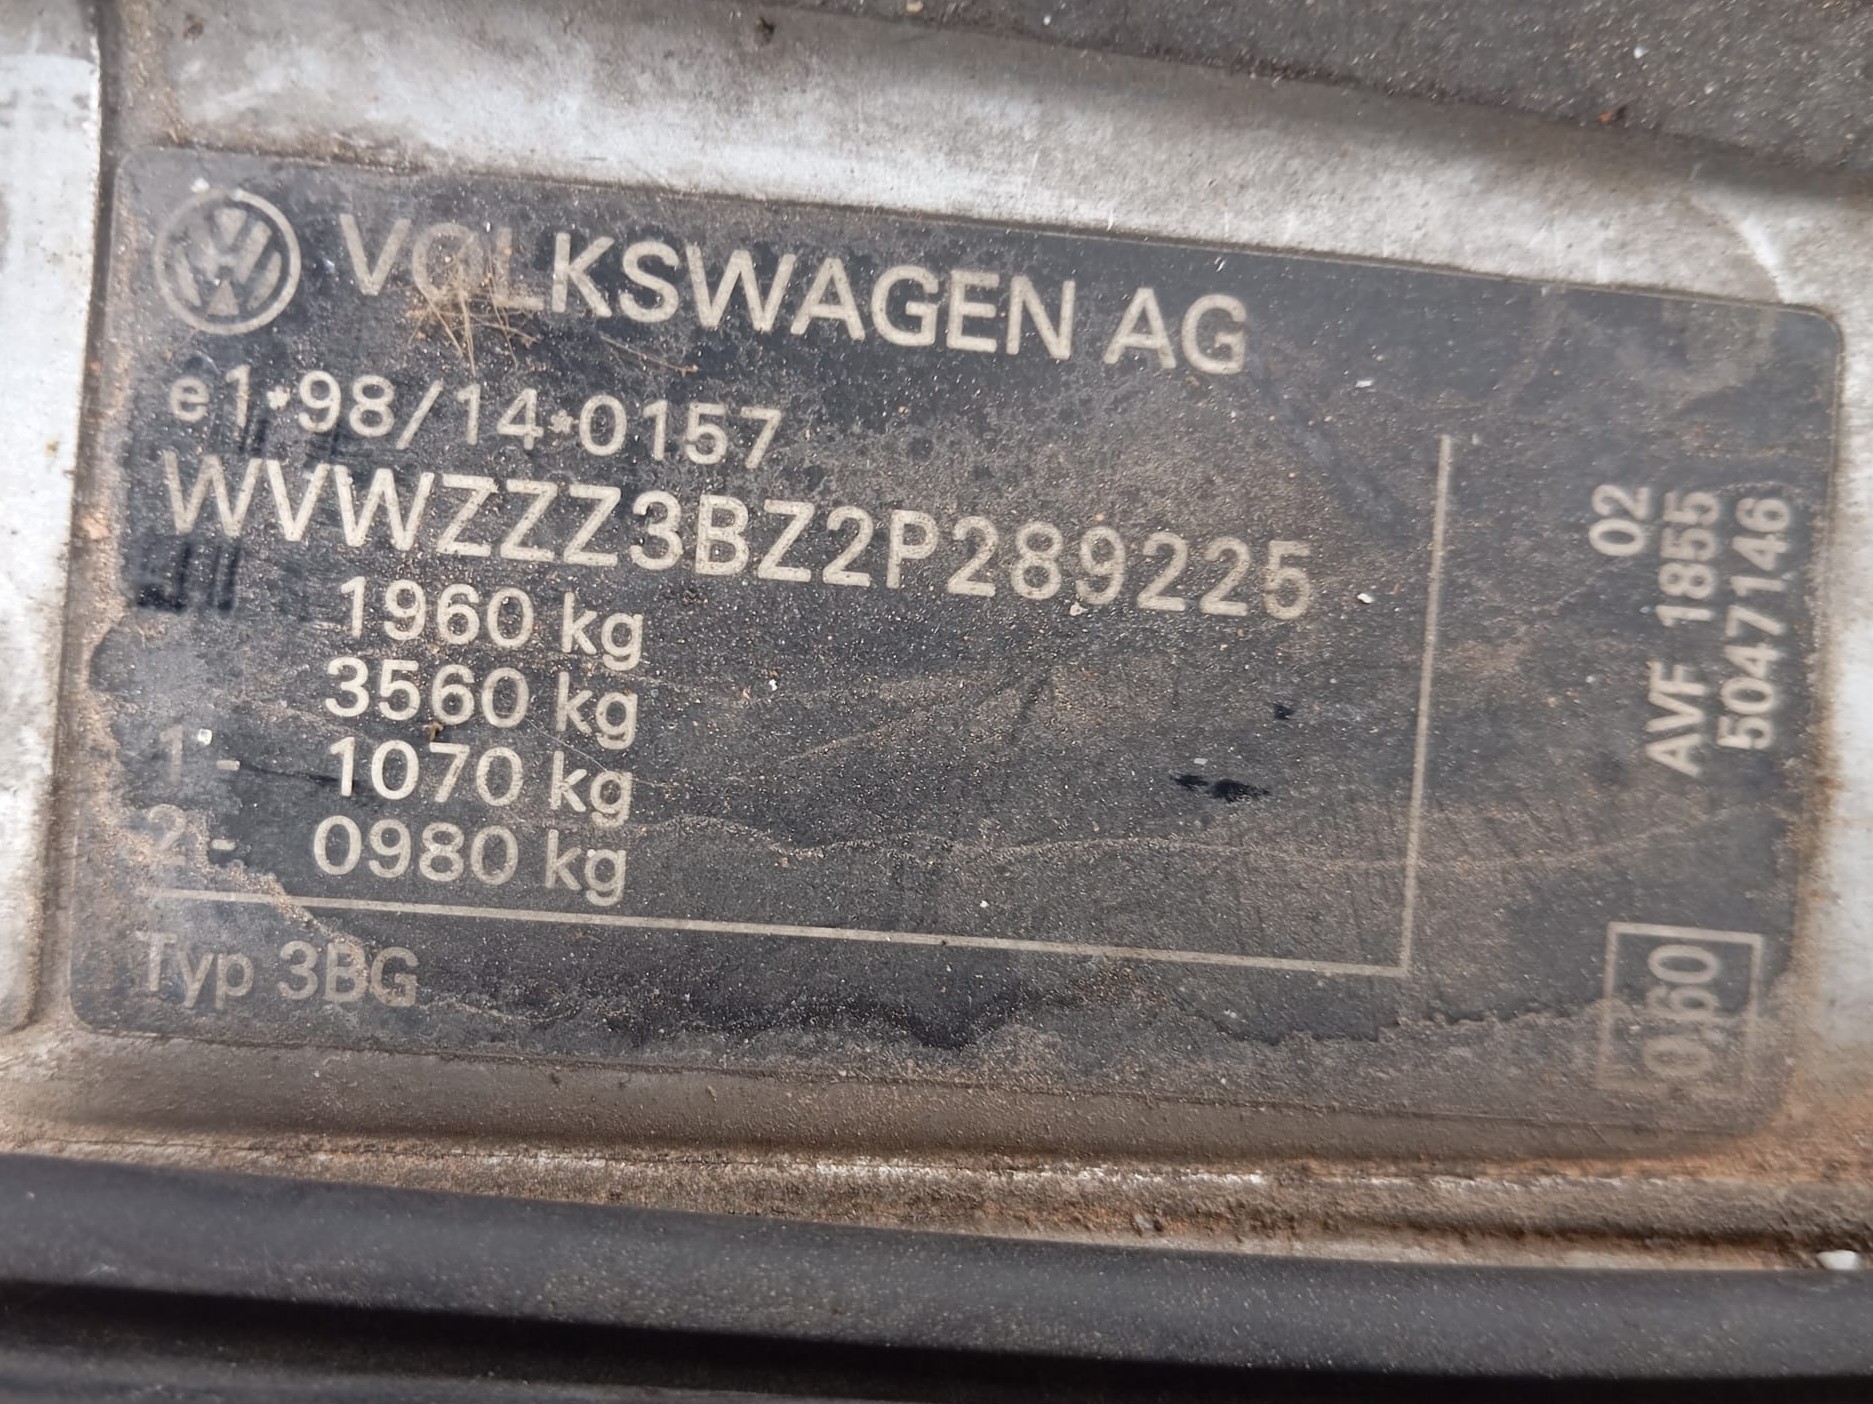 VOLKSWAGEN AG
e1*98/14*0157
WVWZZZ3BZ2P289225
1960 kg
3560 kg
1- 1070 kg
2- 0980 kg
Typ 3BG
02
AVF 1855
5047146
0,60